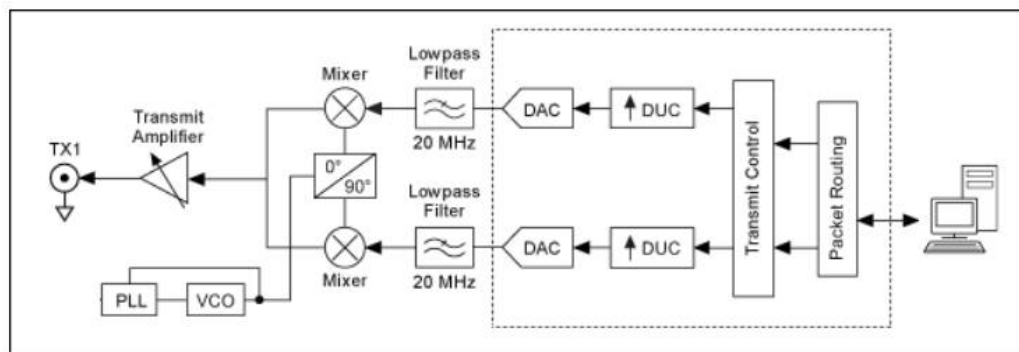 Lowpass
Filter
Mixer
DAC
DUC
Transmit
Amplifier
TX1
20 MHz
0°
90°
Lowpass
Filter
Transmit Control
Packet Routing
DAC
DUC
Mixer
20 MHz
PLL
VCO